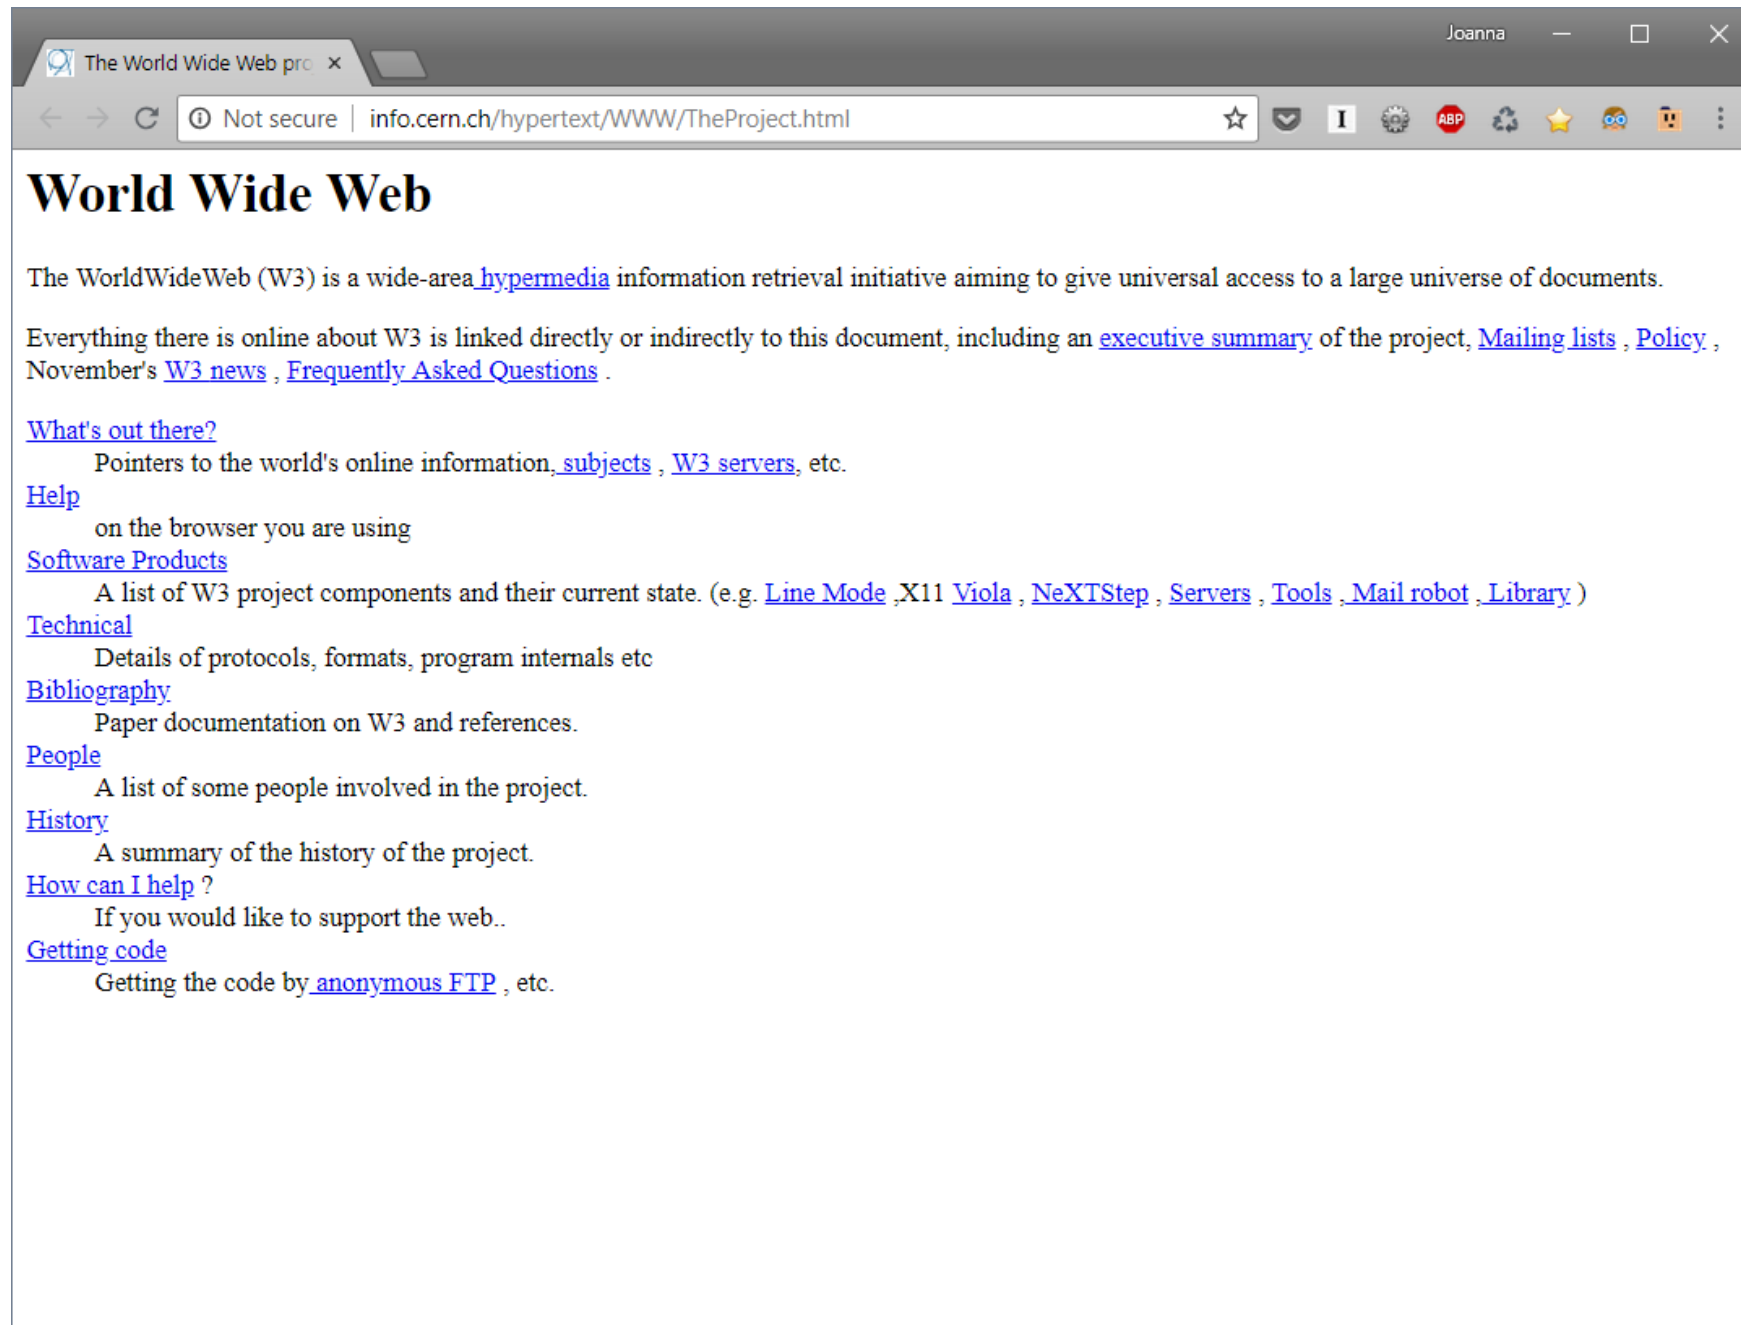 Joanna
The World Wide Web pro
Not secure | info.cern.ch/hypertext/WWW/TheProject.html
I
ABP
World Wide Web
The WorldWideWeb (W3) is a wide-area hypermedia information retrieval initiative aiming to give universal access to a large universe of documents.
Everything there is online about W3 is linked directly or indirectly to this document, including an executive summary of the project, Mailing lists , Policy ,
November's W3 news , Frequently Asked Questions .
What's out there?
Pointers to the world's online information, subjects , W3 servers, etc.
Help
on the browser you are using
Software Products
A list of W3 project components and their current state. (e.g. Line Mode ,X11 Viola , NeXTStep , Servers , Tools , Mail robot , Library )
Technical
Details of protocols, formats, program internals etc
Bibliography
Paper documentation on W3 and references.
People
A list of some people involved in the project.
History
A summary of the history of the project.
How can I help ?
If you would like to support the web..
Getting code
Getting the code by anonymous FTP , etc.